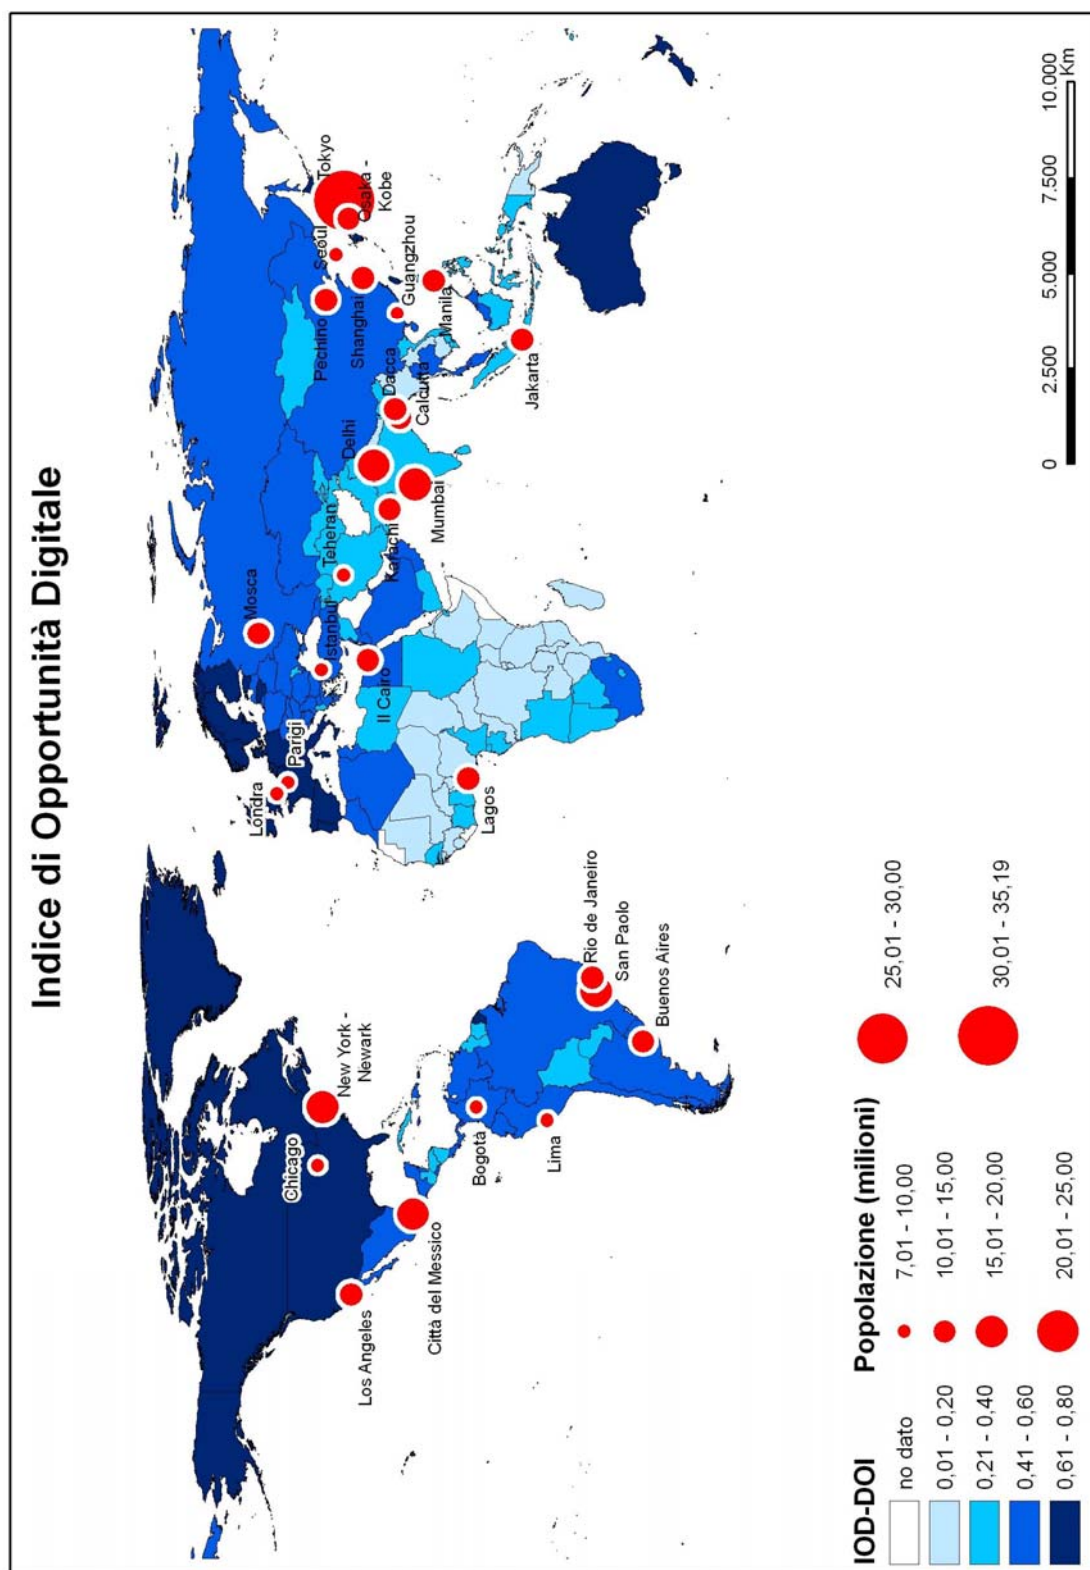 Indice di Opportunità Digitale
Mosca
Londra
Parigi
Istanbul
Teheran
Pechino
Seoul
Tokyo
Osaka -
Kobe
Shanghai
Guangzhou
Chicago
New York -
Newark
Los Angeles
Città del Messico
Il Cairo
Karachi
Delhi
Mumbai
Dacca
Calcutta
Manila
Bogotà
Lagos
Jakarta
Lima
Rio de Janeiro
San Paolo
Buenos Aires
IOD-DOI
no dato
0,01 - 0,20
0,21 - 0,40
0,41 - 0,60
0,61 - 0,80
Popolazione (milioni)
7,01 - 10,00
10,01 - 15,00
15,01 - 20,00
20,01 - 25,00
25,01 - 30,00
30,01 - 35,19
0 2.500 5.000 7.500 10.000
Km